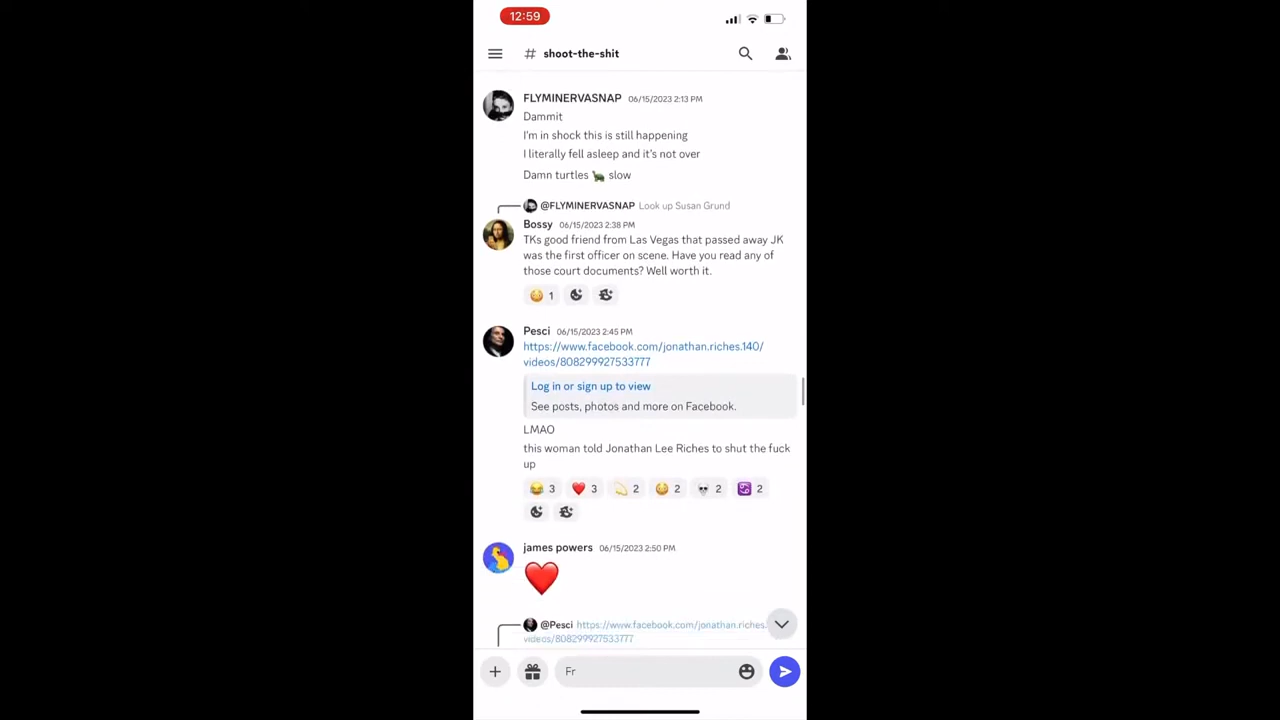 12:59
# shoot-the-shit
FLYMINERVASNAP 06/15/2023 2:13 PM
Dammit
I'm in shock this is still happening
I literally fell asleep and it's not over
Damn turtles 🐢 slow
@FLYMINERVASNAP Look up Susan Grund
Bossy 06/15/2023 2:38 PM
TKs good friend from Las Vegas that passed away JK
was the first officer on scene. Have you read any of
those court documents? Well worth it.
1
Pesci 06/15/2023 2:45 PM
https://www.facebook.com/jonathan.riches.140/
videos/808299927533777
Log in or sign up to view
See posts, photos and more on Facebook.
LMAO
this woman told Jonathan Lee Riches to shut the fuck
up
😂 3 ❤️ 3 💫 2 😳 2 💀 2 ♋ 2
james powers 06/15/2023 2:50 PM
❤️
@Pesci https://www.facebook.com/jonathan.riches.
videos/808299927533777
Fr